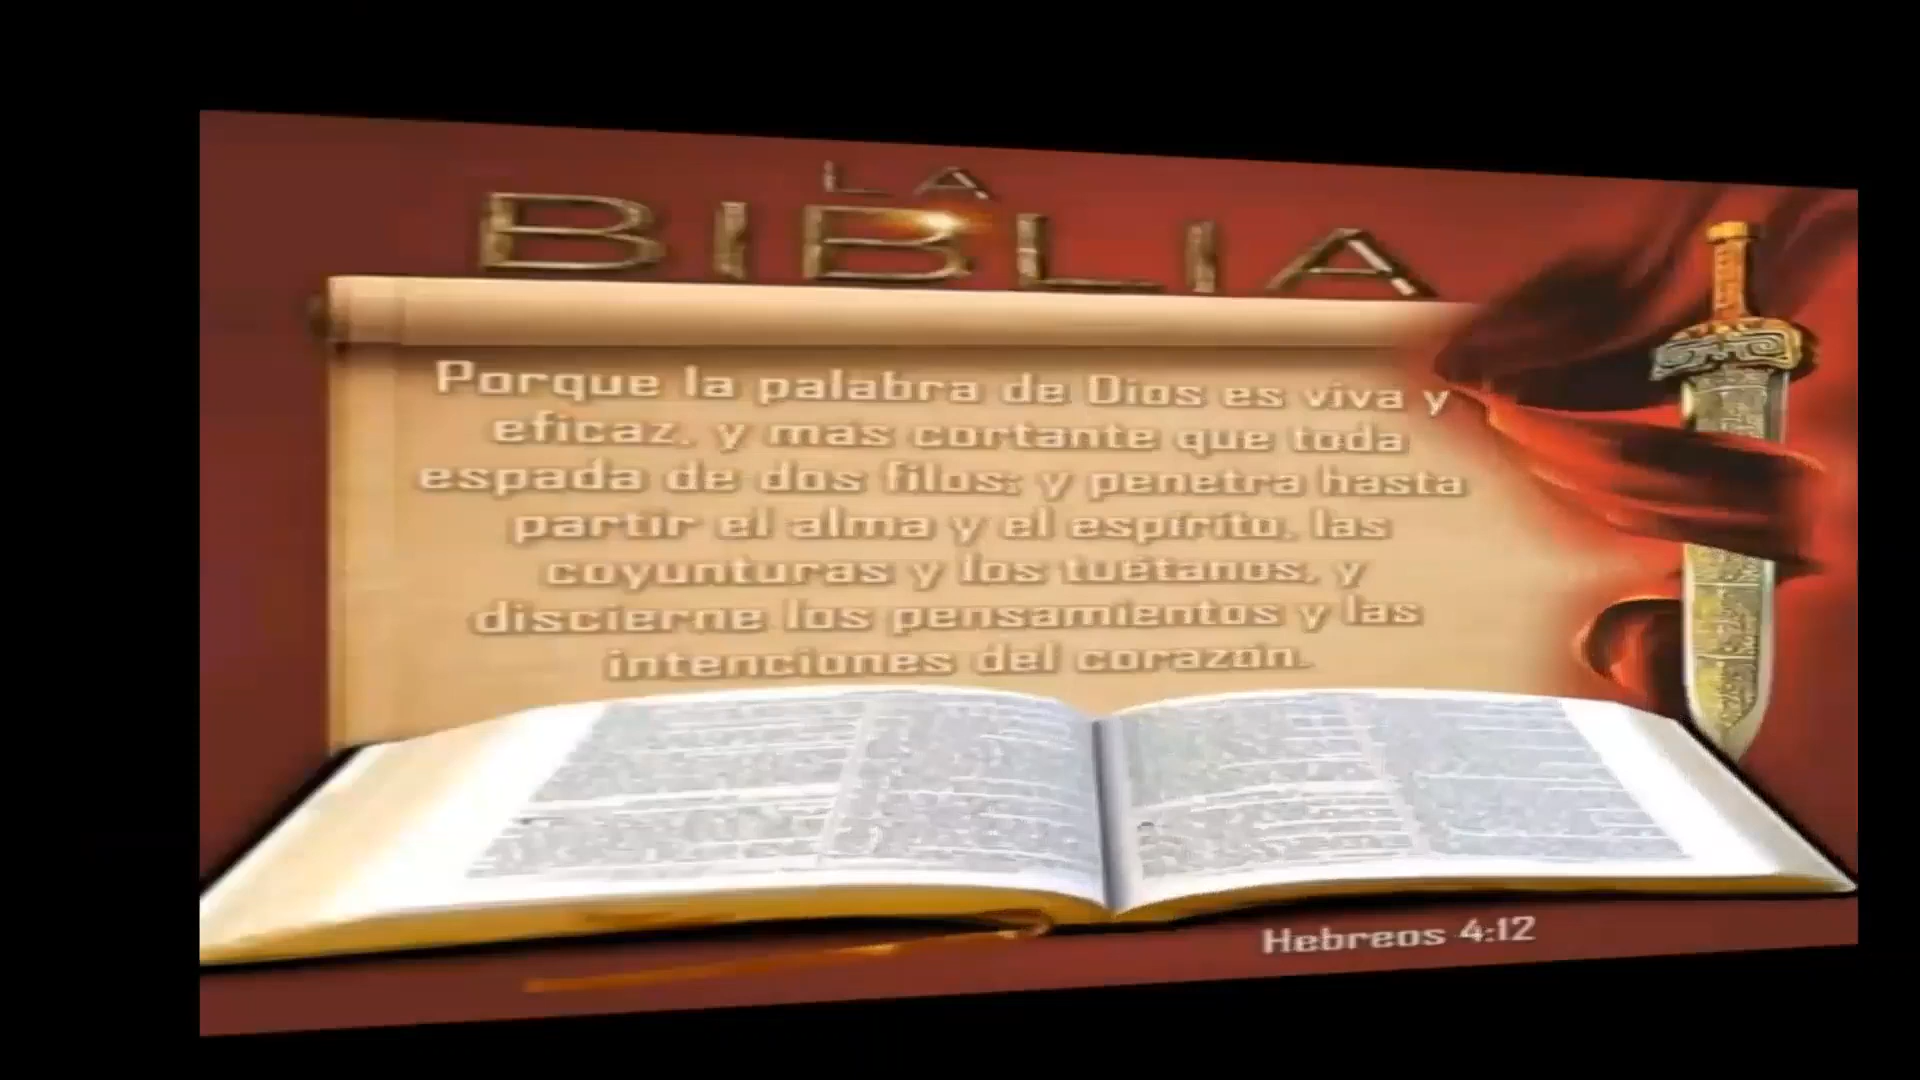 LA
BIBLIA
Porque la palabra de Dios es viva y
eficaz, y más cortante que toda
espada de dos filos; y penetra hasta
partir el alma y el espíritu, las
coyunturas y los tuétanos, y
discierne los pensamientos y las
intenciones del corazón.
Hebreos 4:12